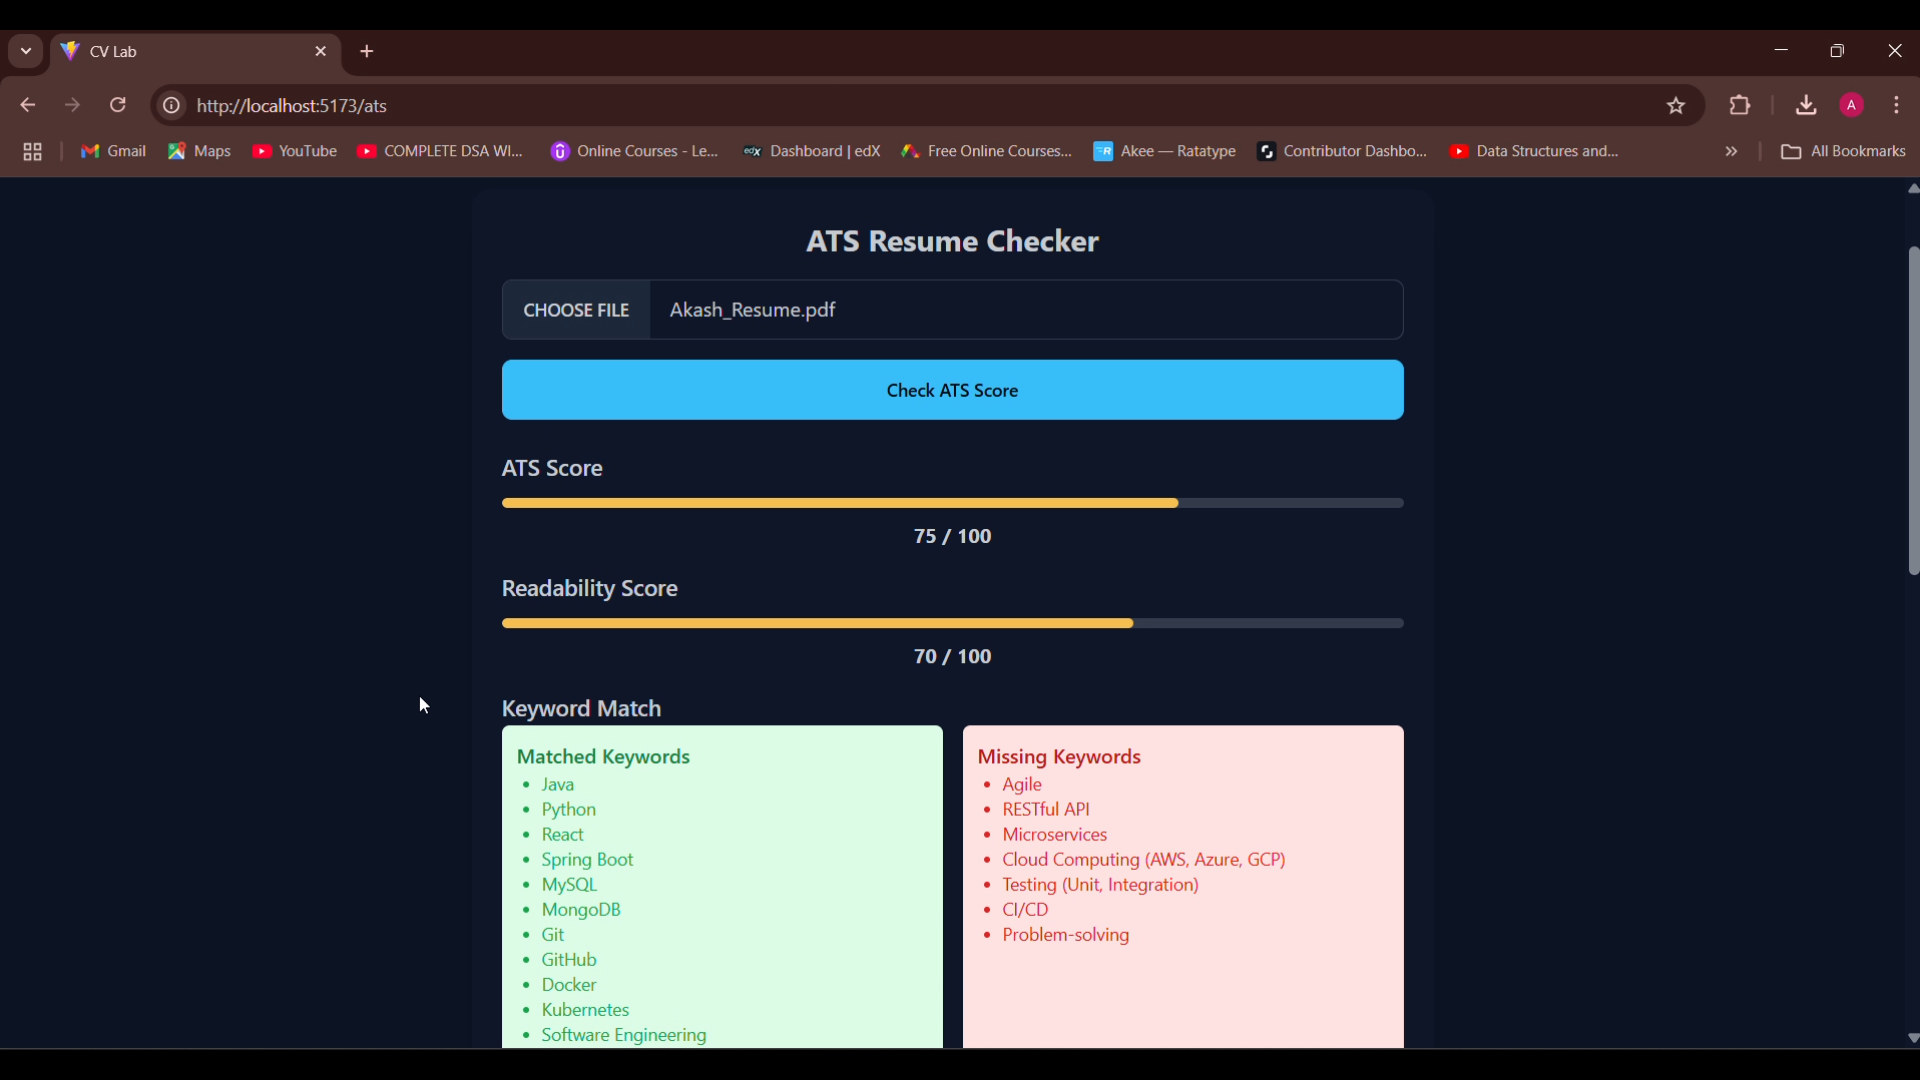 CV Lab
http://localhost:5173/ats
A
Gmail
Maps
YouTube
COMPLETE DSA WI...
Online Courses - Le...
edX
Dashboard | edX
Free Online Courses...
Akee — Ratatype
Contributor Dashbo...
Data Structures and...
All Bookmarks
ATS Resume Checker
CHOOSE FILE Akash_Resume.pdf
Check ATS Score
ATS Score
75 / 100
Readability Score
70 / 100
Keyword Match
Matched Keywords
• Java
• Python
• React
• Spring Boot
• MySQL
• MongoDB
• Git
• GitHub
• Docker
• Kubernetes
• Software Engineering
Missing Keywords
• Agile
• RESTful API
• Microservices
• Cloud Computing (AWS, Azure, GCP)
• Testing (Unit, Integration)
• CI/CD
• Problem-solving